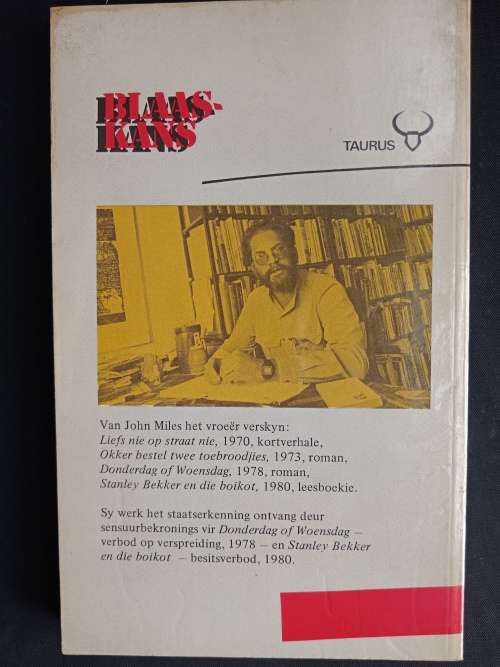 BLAAS-
KANS
TAURUS
Van John Miles het vroeër verskyn:
Liefs nie op straat nie, 1970, kortverhale,
Okker bestel twee toebroodjies, 1973, roman,
Donderdag of Woensdag, 1978, roman,
Stanley Bekker en die boikot, 1980, leesboekie.
Sy werk het staatserkenning ontvang deur
sensuurbekronings vir Donderdag of Woensdag –
verbod op verspreiding, 1978 – en Stanley Bekker
en die boikot – besitsverbod, 1980.